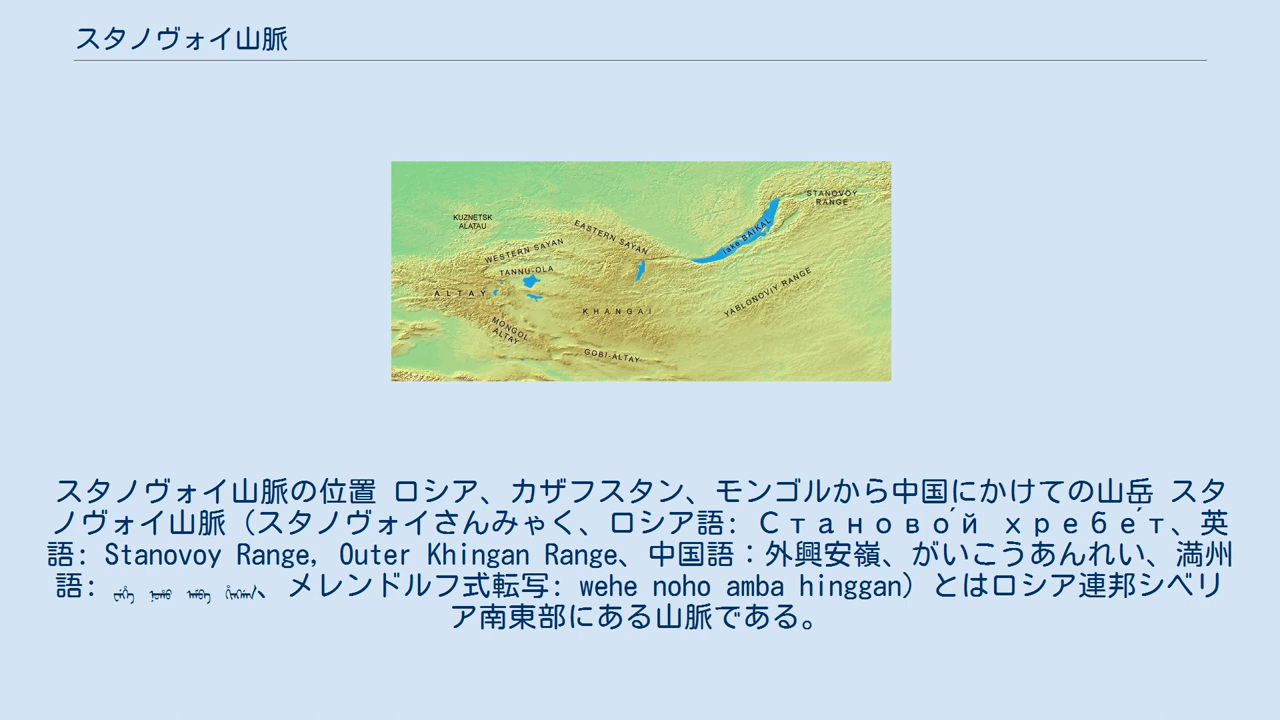 スタノヴォイ山脈
STANOVOY
RANGE
KUZNETSK
ALATAU
EASTERN SAYAN
lake BAIKAL
WESTERN SAYAN
TANNU-OLA
ALTAY
YABLONOVIY RANGE
KHANGAI
MONGOL
ALTAY
GOBI-ALTAY
スタノヴォイ山脈の位置 ロシア、カザフスタン、モンゴルから中国にかけての山岳 スタ
ノヴォイ山脈（スタノヴォイさんみゃく、ロシア語: Станово́й хребе́т、英
語: Stanovoy Range, Outer Khingan Range、中国語：外興安嶺、がいこうあんれい、満州
語: 、メレンドルフ式転写: wehe noho amba hinggan）とはロシア連邦シベリ
ア南東部にある山脈である。